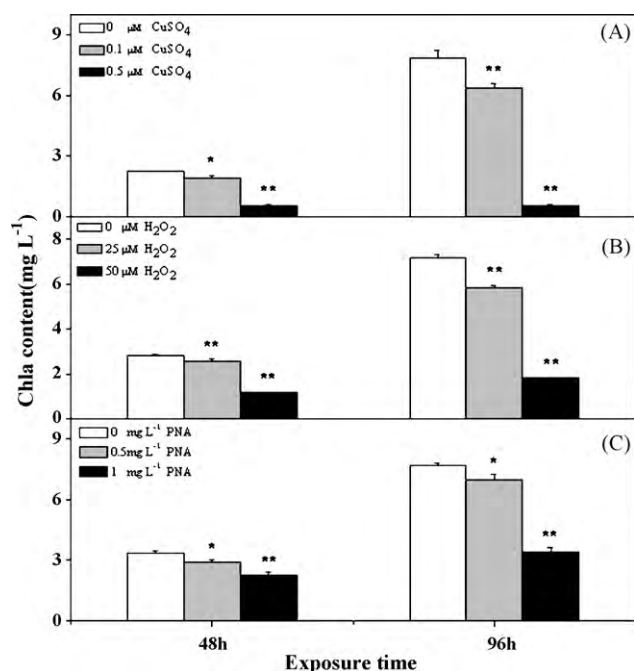 (A)
0 μM CuSO4
0.1 μM CuSO4
0.5 μM CuSO4
9
6
3
0
*
**
**
**
(B)
0 μM H2O2
25 μM H2O2
50 μM H2O2
8
6
4
2
0
**
**
**
**
(C)
0 mg L-1 PNA
0.5mg L-1 PNA
1 mg L-1 PNA
9
6
3
0
*
**
*
**
Chla content(mg L-1)
48h
96h
Exposure time